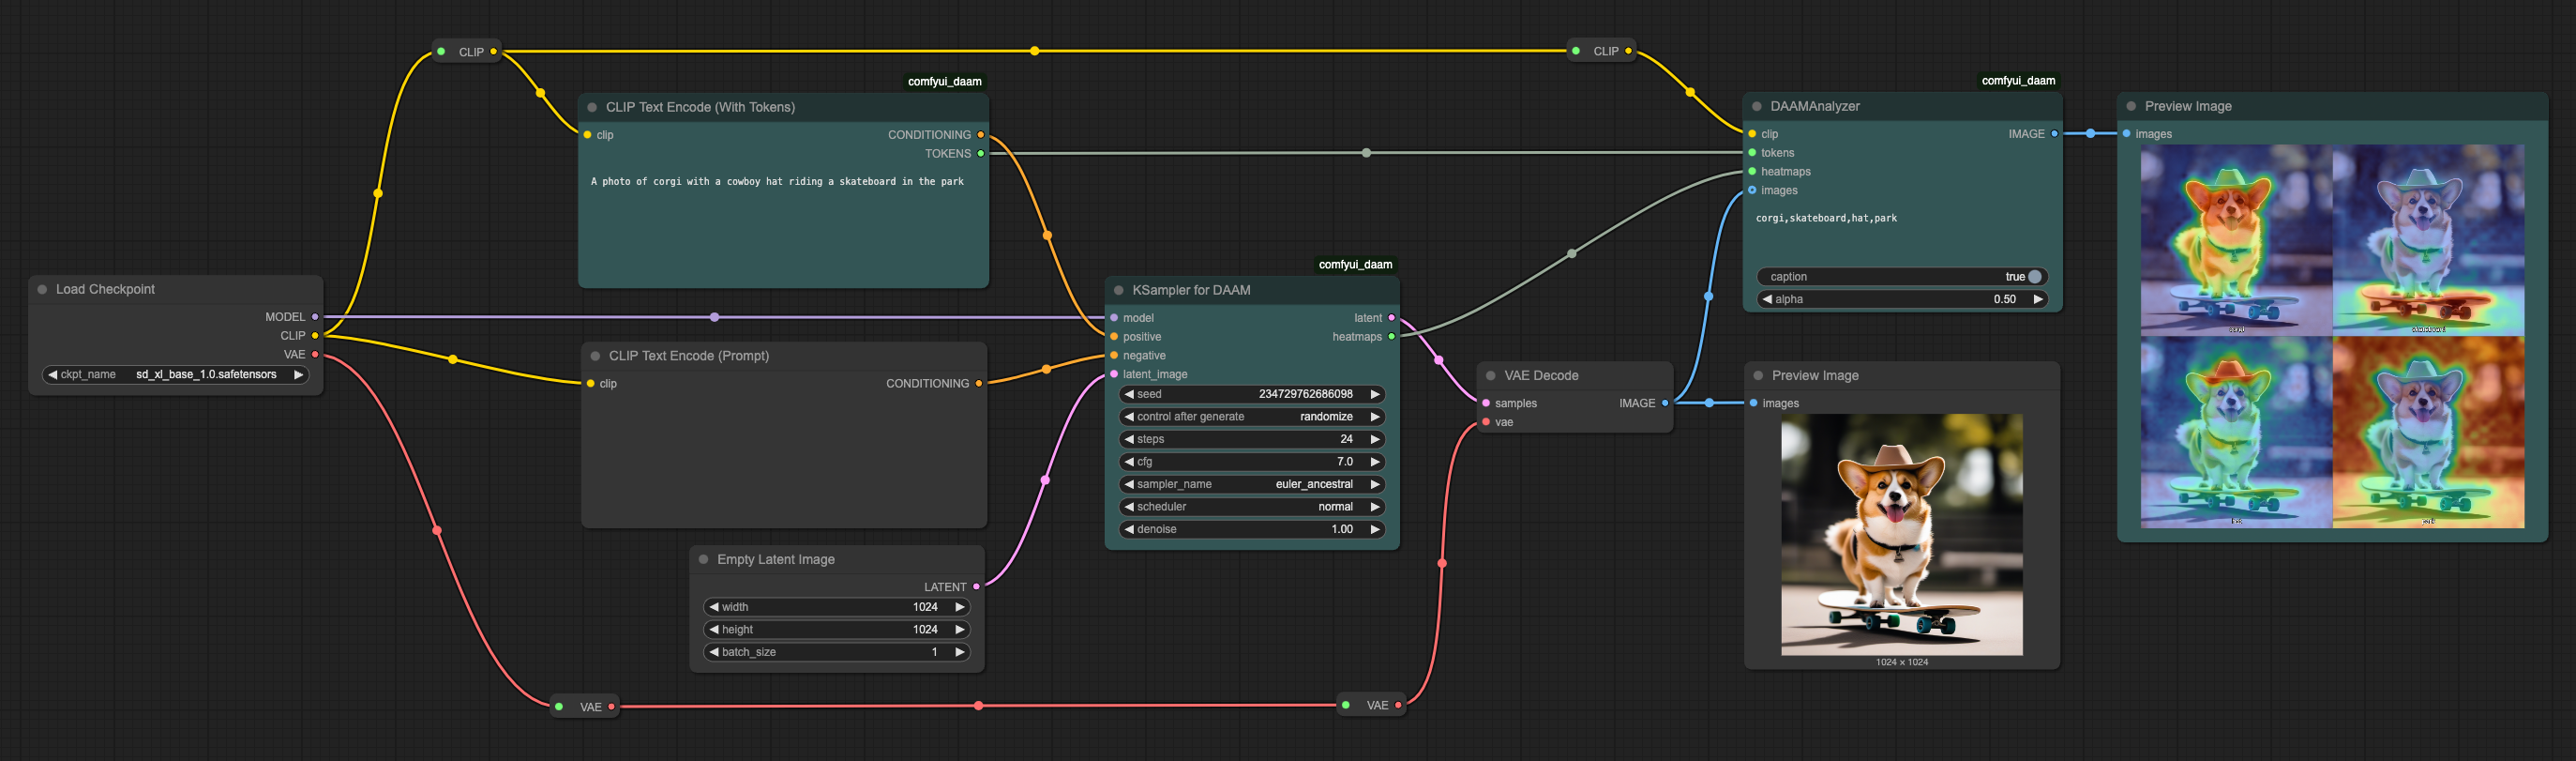 CLIP
CLIP
comfyui_daam
CLIP Text Encode (With Tokens)
clip
CONDITIONING
TOKENS
A photo of corgi with a cowboy hat riding a skateboard in the park
comfyui_daam
DAAMAnalyzer
clip
IMAGE
tokens
heatmaps
images
corgi,skateboard,hat,park
caption
true
alpha
0.50
Preview Image
images
Load Checkpoint
MODEL
CLIP
VAE
ckpt_name
sd_xl_base_1.0.safetensors
CLIP Text Encode (Prompt)
clip
CONDITIONING
comfyui_daam
KSampler for DAAM
model
latent
positive
heatmaps
negative
latent_image
seed
234729762686098
control after generate
randomize
steps
24
cfg
7.0
sampler_name
euler_ancestral
scheduler
normal
denoise
1.00
VAE Decode
samples
IMAGE
vae
Preview Image
images
1024 x 1024
Empty Latent Image
LATENT
width
1024
height
1024
batch_size
1
VAE
VAE